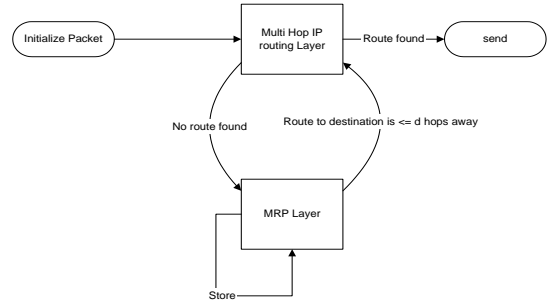 Initialize Packet
Multi Hop IP
routing Layer
Route found
send
No route found
Route to destination is <= d hops away
MRP Layer
Store